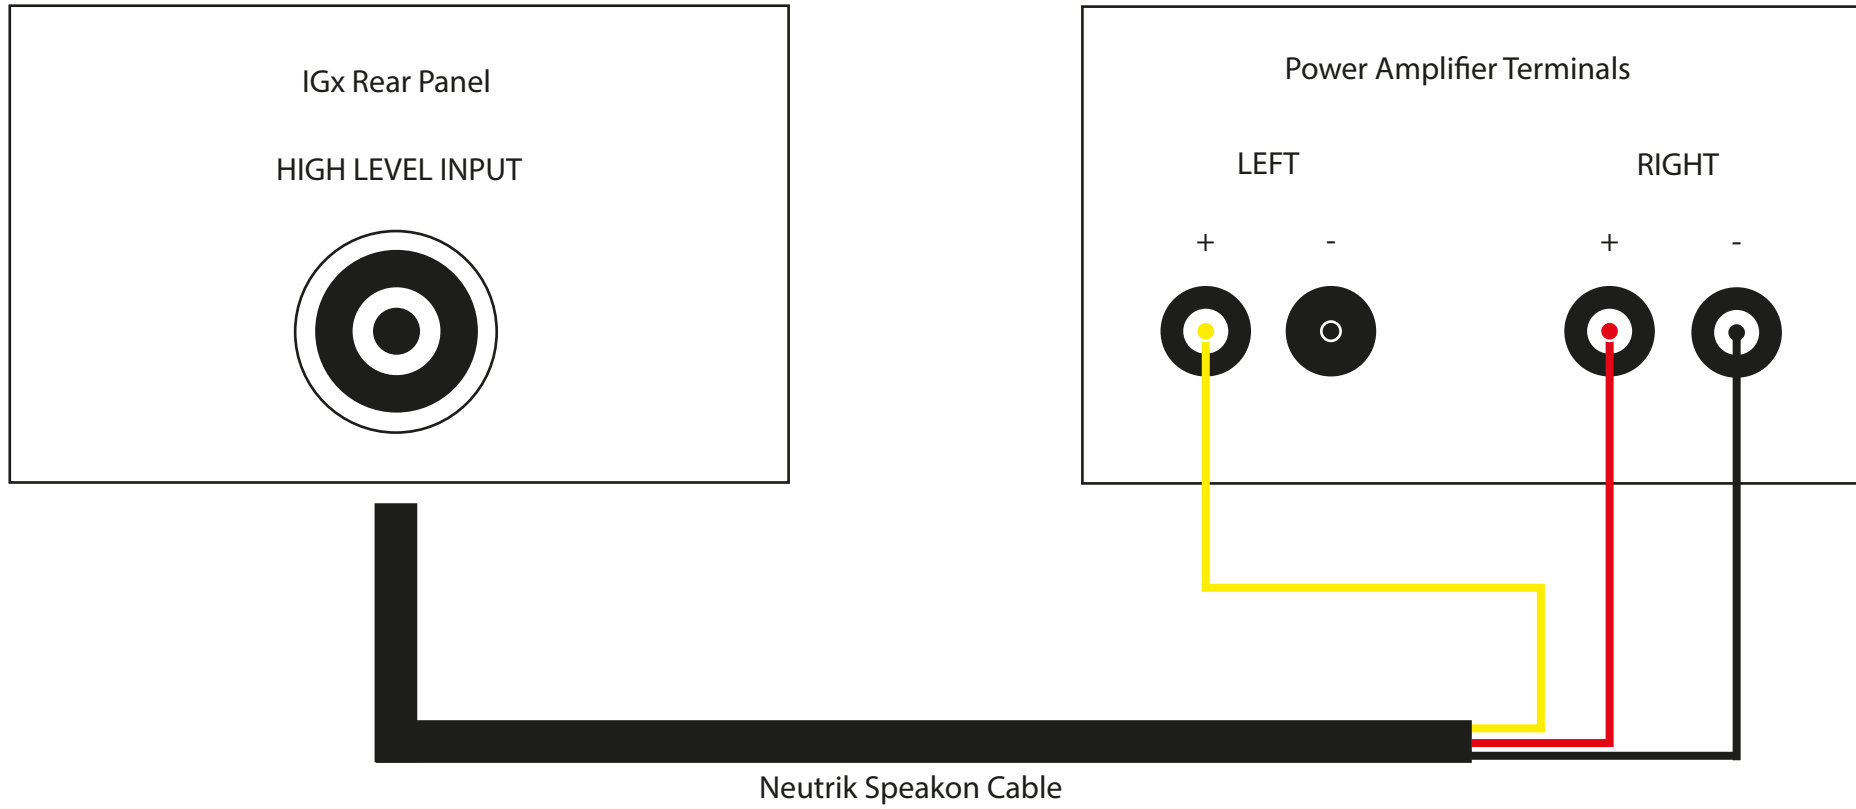 IGx Rear Panel
HIGH LEVEL INPUT
Power Amplifier Terminals
LEFT RIGHT
+ - + -
Neutrik Speakon Cable